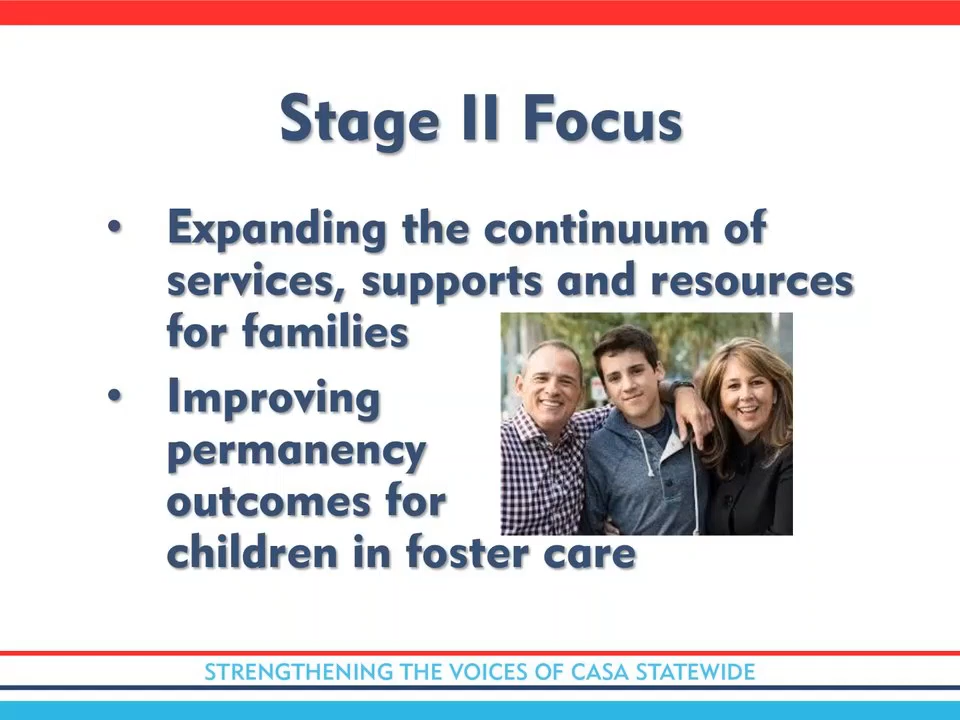 Stage II Focus
• Expanding the continuum of
services, supports and resources
for families
• Improving
permanency
outcomes for
children in foster care
STRENGTHENING THE VOICES OF CASA STATEWIDE